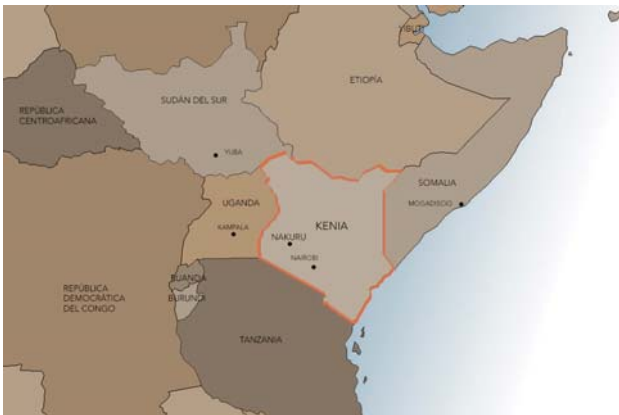 YIBUTI
ETIOPÍA
SUDÁN DEL SUR
REPÚBLICA
CENTROAFRICANA
YUBA
SOMALIA
MOGADISCIO
UGANDA
KAMPALA
KENIA
NAKURU
NAIROBI
RUANDA
BURUNDI
REPÚBLICA
DEMOCRÁTICA
DEL CONGO
TANZANIA